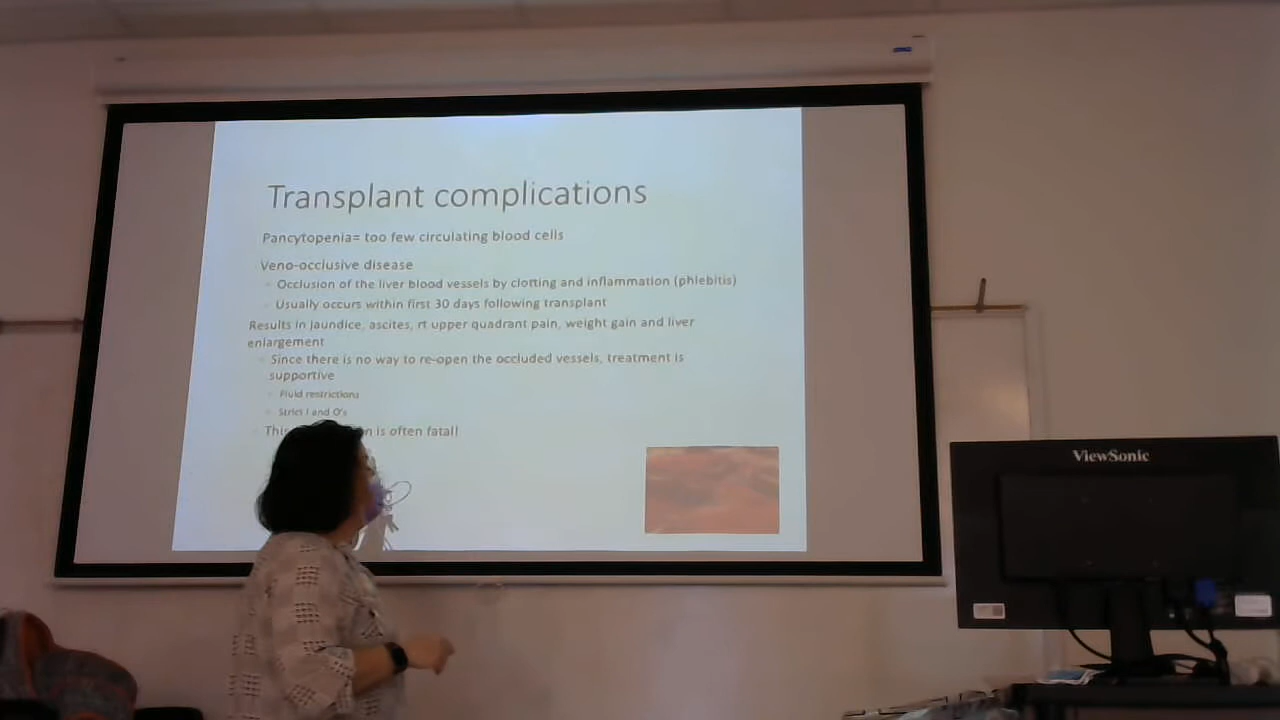 Transplant complications
Pancytopenia= too few circulating blood cells
Veno-occlusive disease
Occlusion of the liver blood vessels by clotting and inflammation (phlebitis)
Usually occurs within first 30 days following transplant
Results in jaundice, ascites, rt upper quadrant pain, weight gain and liver
enlargement
Since there is no way to re-open the occluded vessels, treatment is
supportive
Fluid restrictions
Strict I and O's
is often fatal!
ViewSonic